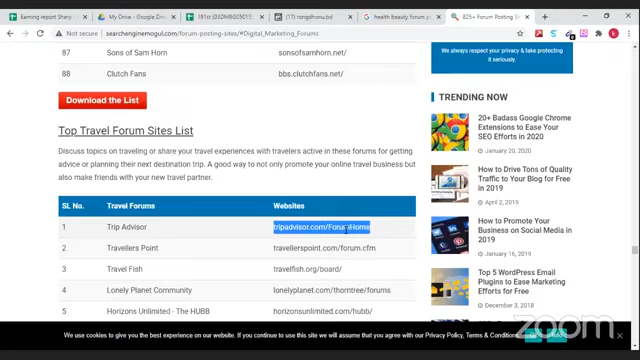 Earning report Shery
My Drive - Google Dri
191st (03DMBG05015)
(1) rongdhonu.bd
health beauty forum po
825+ Forum Posting S
Not secure | searchenginemogul.com/forum-posting-sites/#Digital_Marketing_Forums
87 Sons of Sam Horn sonsofsamhorn.net/
88 Clutch Fans bbs.clutchfans.net/
Download the List
Top Travel Forum Sites List
Discuss topics on traveling or share your travel experiences with travelers active in these forums for getting
advice or planning their next destination trip. A good way to not only promote your online travel business but
also make friends with your new travel partner.
SL No. Travel Forums Websites
1 Trip Advisor tripadvisor.com/ForumHome
2 Travellers Point travellerspoint.com/forum.cfm
3 Travel Fish travelfish.org/board/
4 Lonely Planet Community lonelyplanet.com/thorntree/forums
5 Horizons Unlimited - The HUBB horizonsunlimited.com/hubb/
We always respect your privacy & take protecting
it seriously.
TRENDING NOW
20+ Badass Google Chrome
Extensions to Ease Your
SEO Efforts in 2020
January 20, 2020
How to Drive Tons of Quality
Traffic to Your Blog for Free
in 2019
April 2, 2019
How to Promote Your
Business on Social Media in
2019
January 16, 2019
Top 5 WordPress Email
Plugins to Ease Marketing
Efforts for Free
December 3, 2018
We use cookies to give you the best experience on our website. If you continue to use this site we will assume that you agree with our Privacy Policy, Terms & Conditions.
zoom